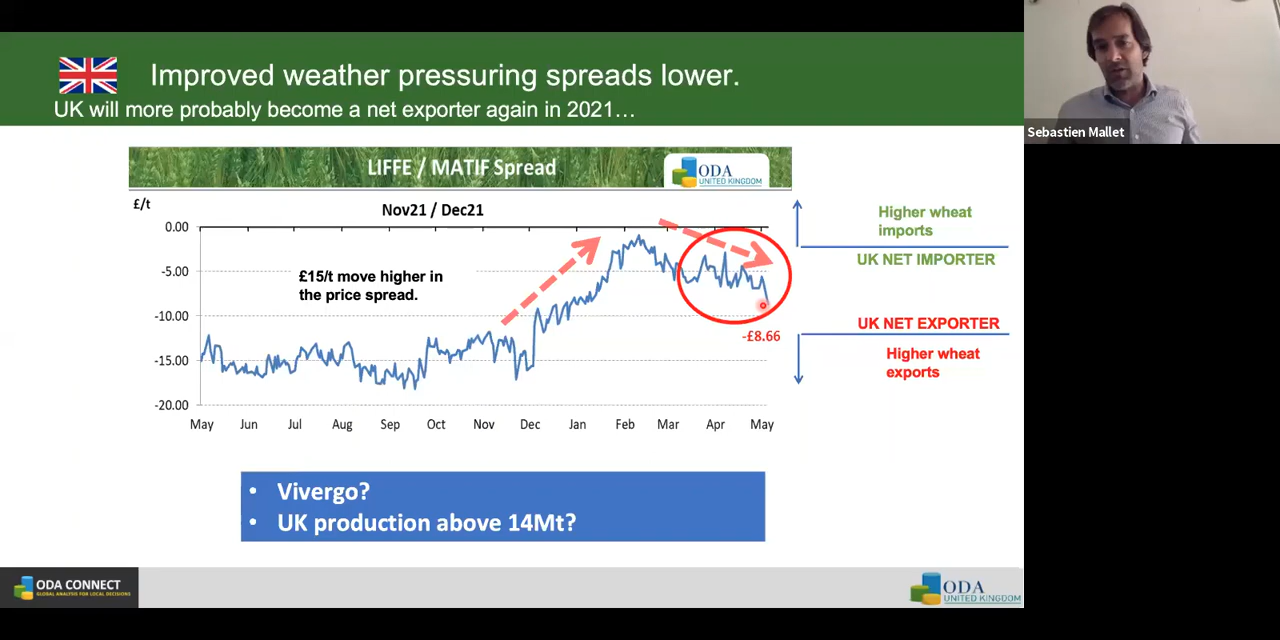 Sebastien Mallet
Improved weather pressuring spreads lower.
UK will more probably become a net exporter again in 2021…
LIFFE / MATIF Spread
ODA
UNITED KINGDOM
£/t
Nov21 / Dec21
0.00
-5.00
-10.00
-15.00
-20.00
£15/t move higher in
the price spread.
-£8.66
May Jun Jul Aug Sep Oct Nov Dec Jan Feb Mar Apr May
Higher wheat
imports
UK NET IMPORTER
UK NET EXPORTER
Higher wheat
exports
• Vivergo?
• UK production above 14Mt?
ODA CONNECT
GLOBAL ANALYSIS FOR LOCAL DECISIONS
ODA
UNITED KINGDOM